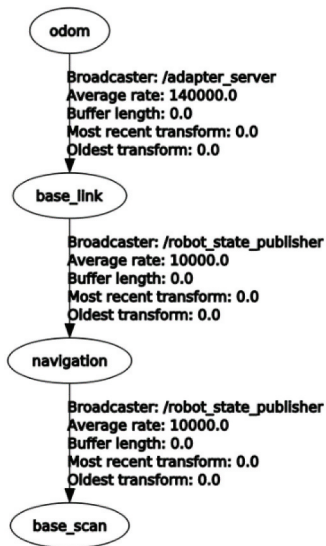 odom
Broadcaster: /adapter_server
Average rate: 140000.0
Buffer length: 0.0
Most recent transform: 0.0
Oldest transform: 0.0
base_link
Broadcaster: /robot_state_publisher
Average rate: 10000.0
Buffer length: 0.0
Most recent transform: 0.0
Oldest transform: 0.0
navigation
Broadcaster: /robot_state_publisher
Average rate: 10000.0
Buffer length: 0.0
Most recent transform: 0.0
Oldest transform: 0.0
base_scan